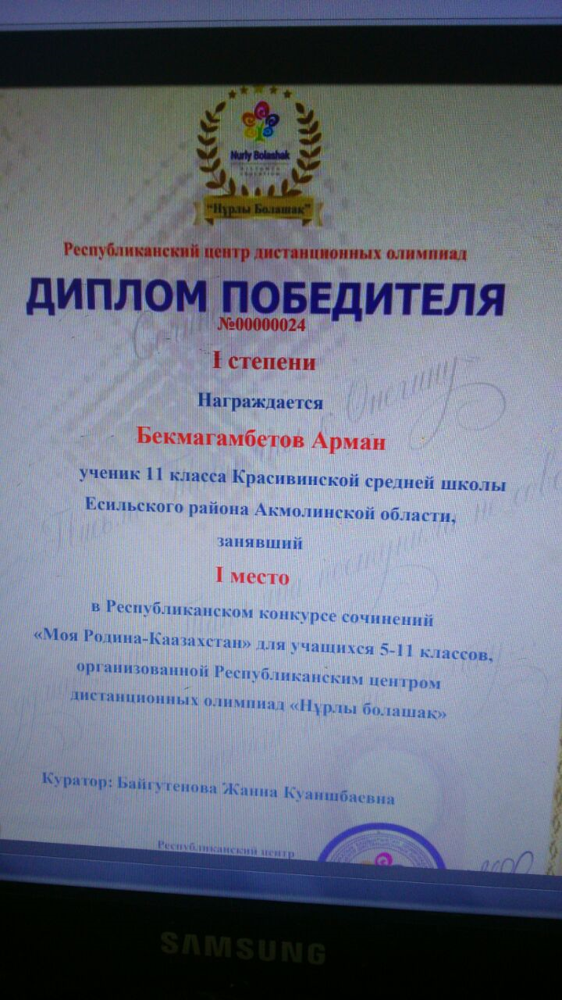 Nurly Bolashak
"Нұрлы Болашақ"
Республиканский центр дистанционных олимпиад
ДИПЛОМ ПОБЕДИТЕЛЯ
№00000024
I степени
Награждается
Бекмагамбетов Арман
ученик 11 класса Красивинской средней школы
Есильского района Акмолинской области,
занявший
I место
в Республиканском конкурсе сочинений
«Моя Родина-Каазахстан» для учащихся 5-11 классов,
организованной Республиканским центром
дистанционных олимпиад «Нұрлы болашақ»
Куратор: Байгутенова Жанна Куаншбаевна
Республиканский центр
SAMSUNG